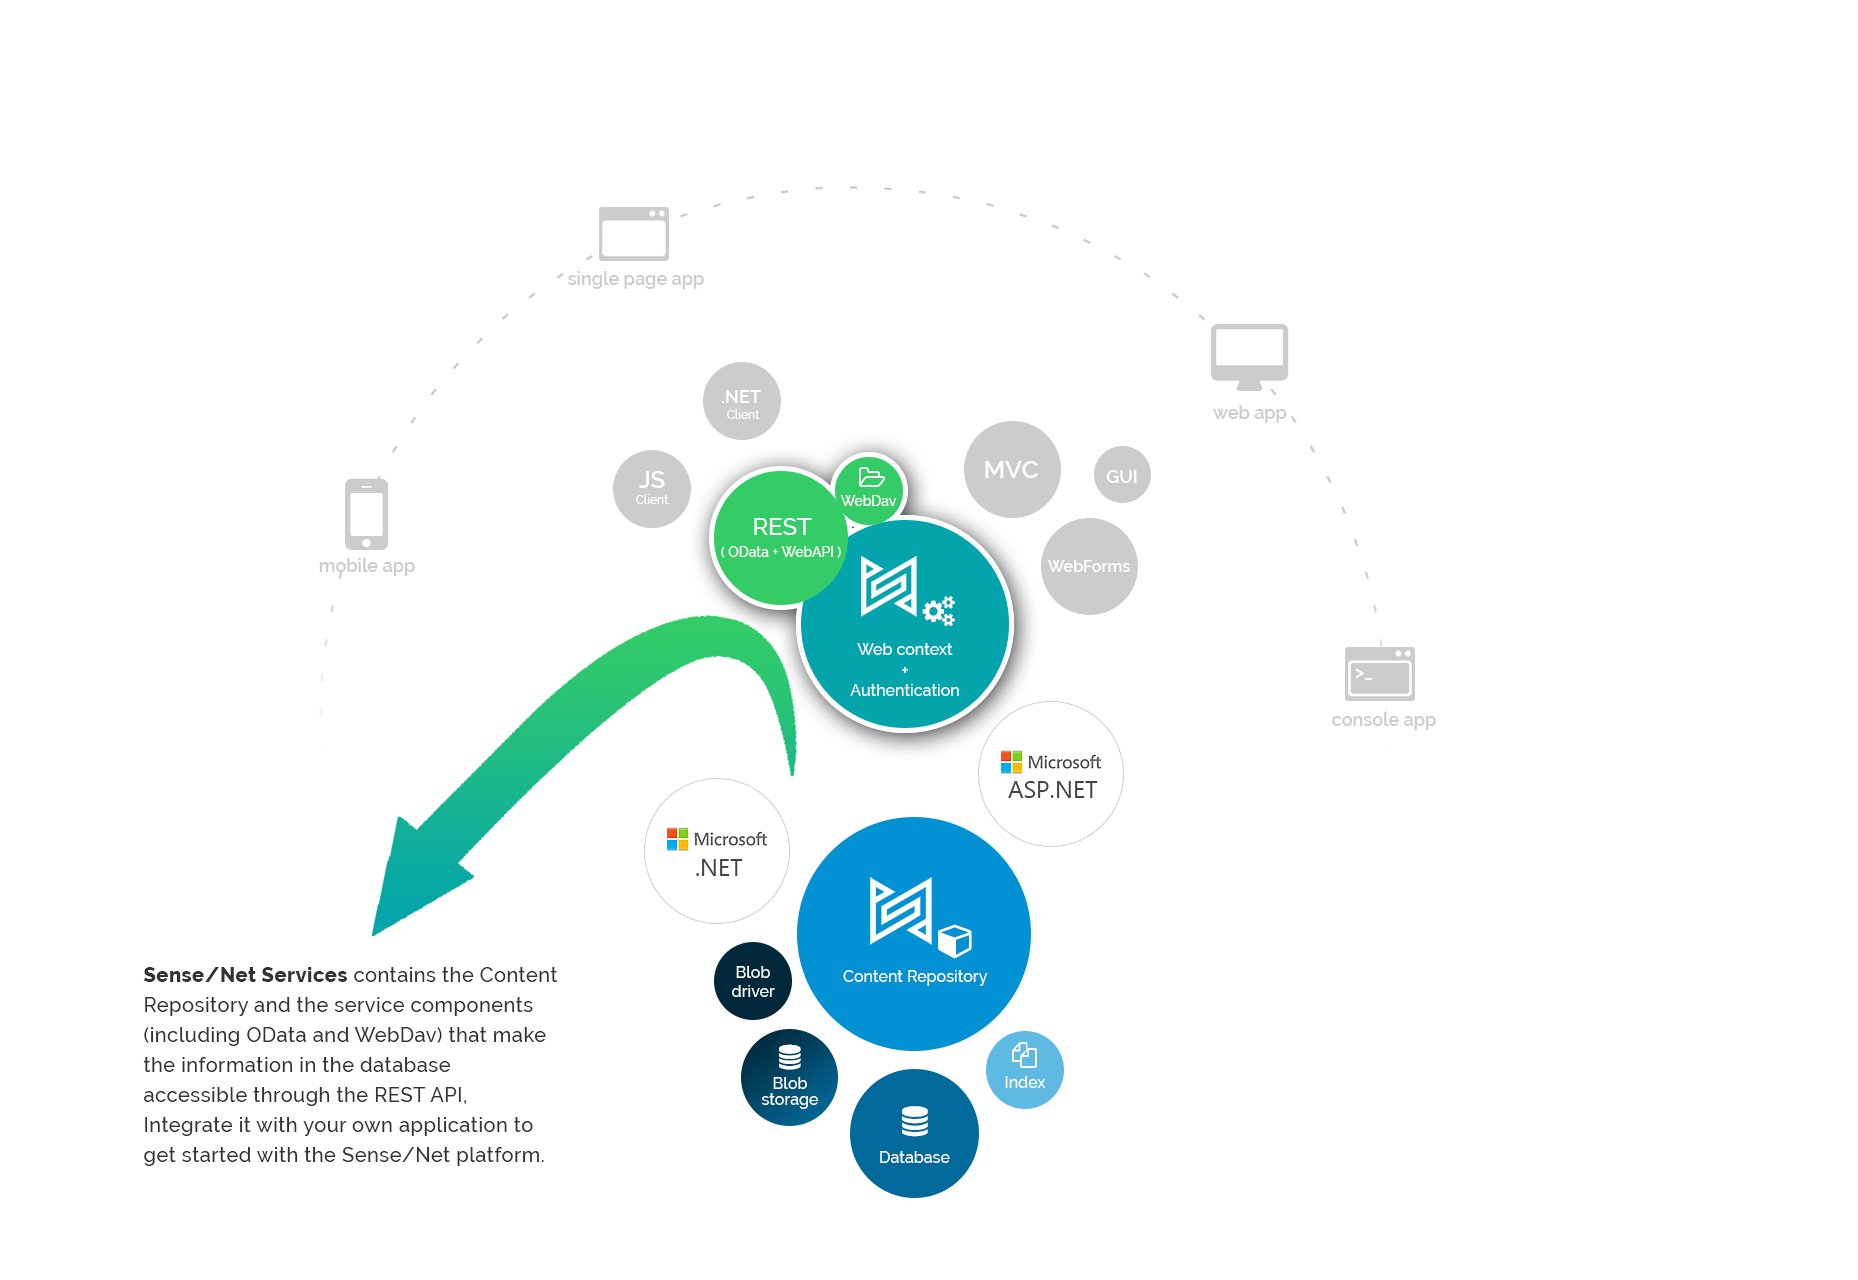 single page app
web app
.NET
Client
JS
Client
MVC
GUI
WebDav
REST
( OData + WebAPI )
WebForms
mobile app
Web context
+
Authentication
>_
console app
Microsoft
ASP.NET
Microsoft
.NET
Content Repository
Blob
driver
Blob
storage
Index
Database
Sense/Net Services contains the Content
Repository and the service components
(including OData and WebDav) that make
the information in the database
accessible through the REST API,
Integrate it with your own application to
get started with the Sense/Net platform.